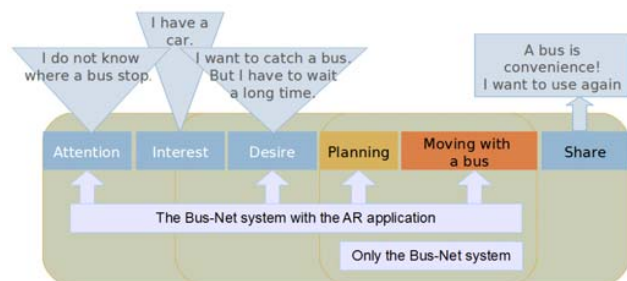 I do not know
where a bus stop.
I have a
car.
I want to catch a bus.
But I have to wait
a long time.
A bus is
convenience!
I want to use again
Attention
Interest
Desire
Planning
Moving with
a bus
Share
The Bus-Net system with the AR application
Only the Bus-Net system